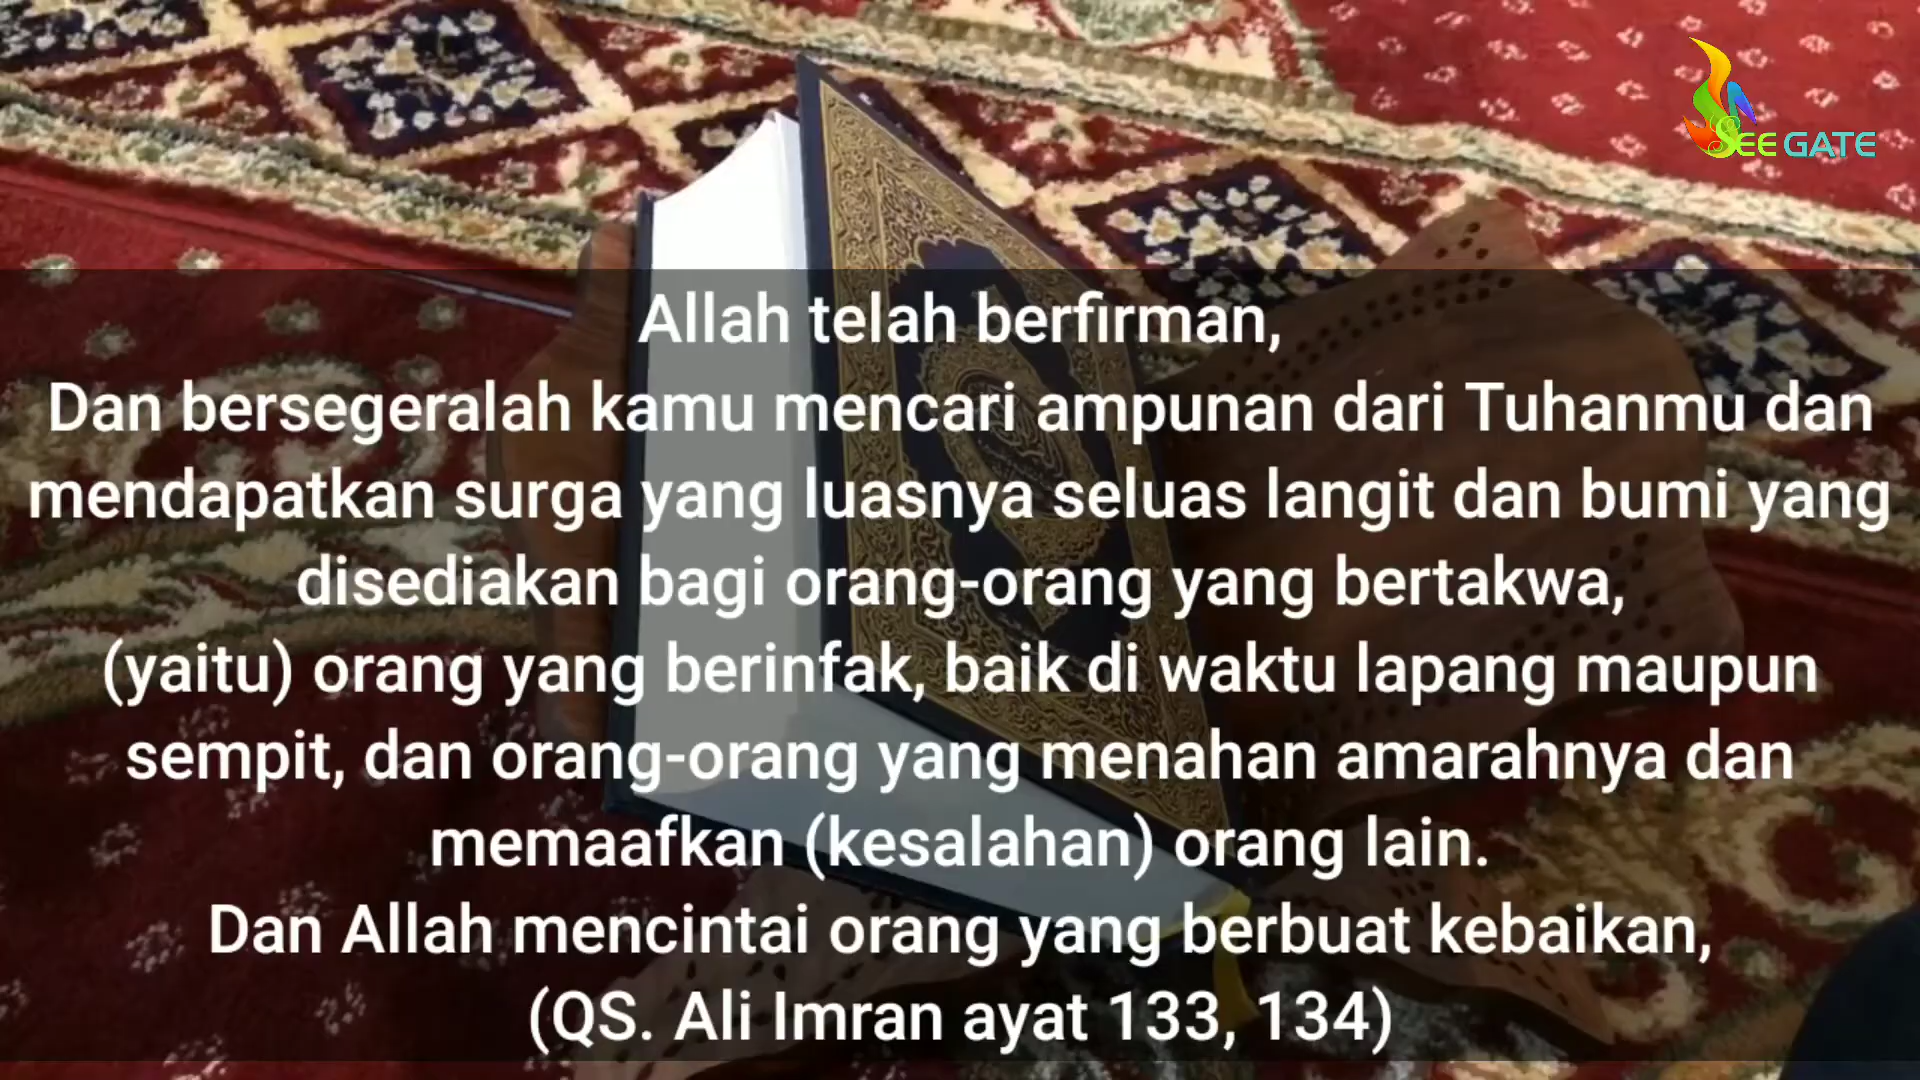 SEE GATE
Allah telah berfirman,
Dan bersegeralah kamu mencari ampunan dari Tuhanmu dan
mendapatkan surga yang luasnya seluas langit dan bumi yang
disediakan bagi orang-orang yang bertakwa,
(yaitu) orang yang berinfak, baik di waktu lapang maupun
sempit, dan orang-orang yang menahan amarahnya dan
memaafkan (kesalahan) orang lain.
Dan Allah mencintai orang yang berbuat kebaikan,
(QS. Ali Imran ayat 133, 134)